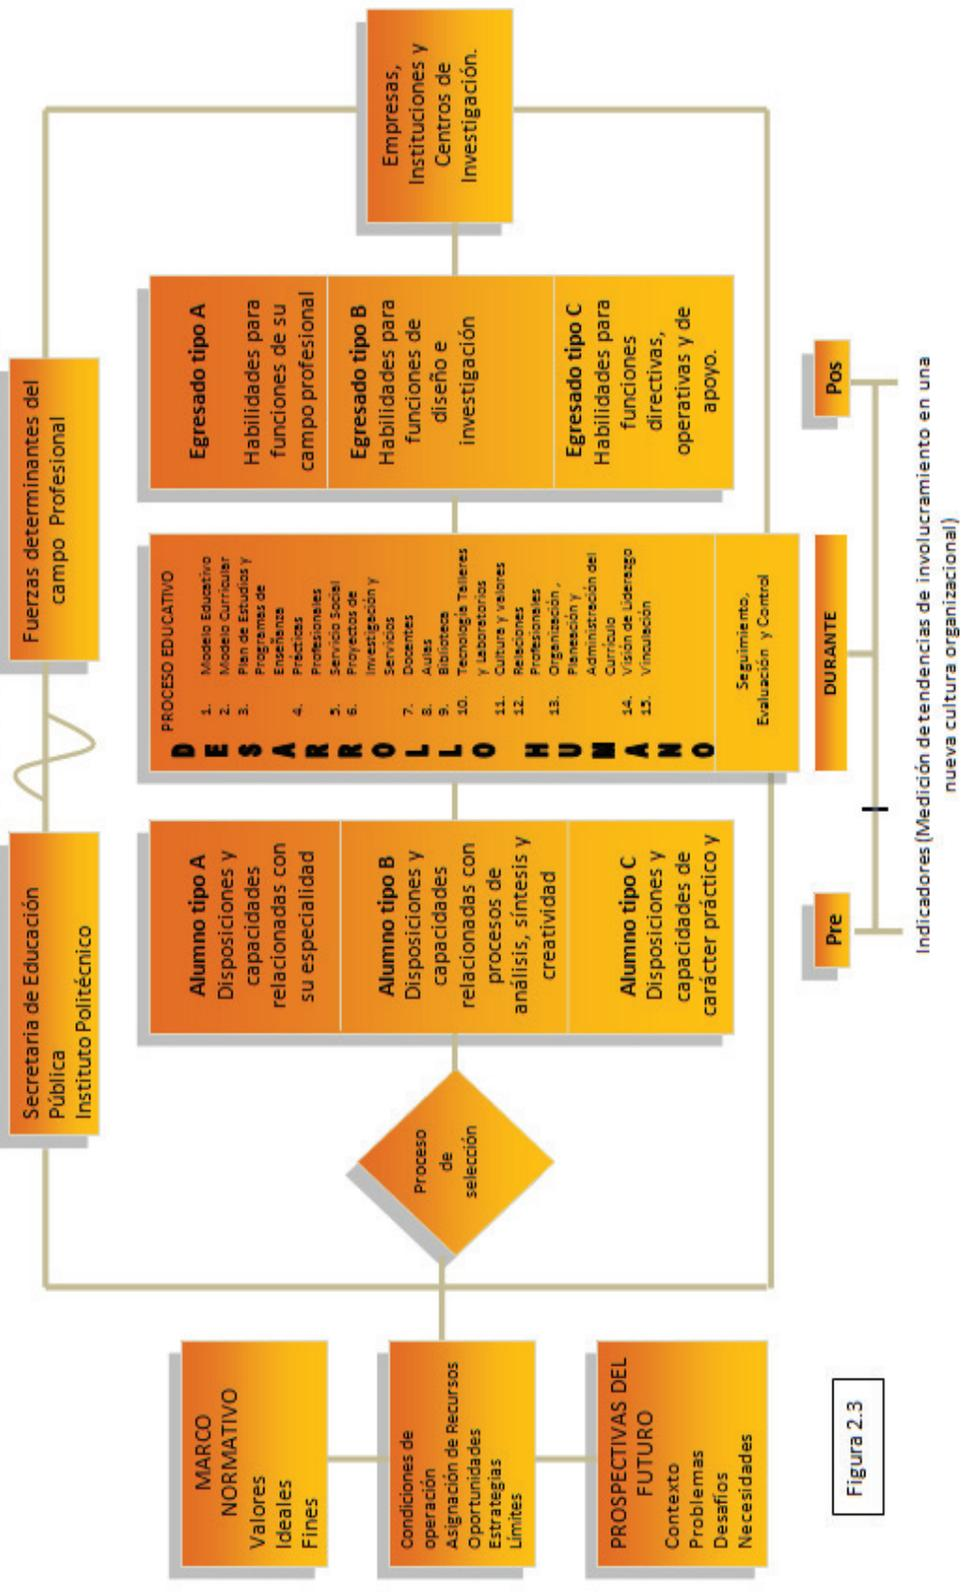 Secretaria de Educación
Pública
Instituto Politécnico
Fuerzas determinantes del
campo Profesional
MARCO
NORMATIVO
Valores
Ideales
Fines
Condiciones de
operación
Asignación de Recursos
Oportunidades
Estrategias
Límites
PROSPECTIVAS DEL
FUTURO
Contexto
Problemas
Desafíos
Necesidades
Proceso
de
selección
Alumno tipo A
Disposiciones y
capacidades
relacionadas con
su especialidad
Alumno tipo B
Disposiciones y
capacidades
relacionadas con
procesos de
análisis, síntesis y
creatividad
Alumno tipo C
Disposiciones y
capacidades de
carácter práctico y
DESARROLLO HUMANO
PROCESO EDUCATIVO
1. Modelo Educativo
2. Modelo Curricular
3. Plan de Estudios y
Programas de
Enseñanza
4. Prácticas
Profesionales
5. Servicio Social
6. Proyectos de
Investigación y
Servicios
7. Docentes
8. Aulas
9. Biblioteca
10. Tecnología Talleres
y Laboratorios
11. Cultura y valores
12. Relaciones
Profesionales
13. Organización,
Planeación y
Administración del
Currículo
14. Visión de Liderazgo
15. Vinculación
Seguimiento,
Evaluación y Control
Egresado tipo A
Habilidades para
funciones de su
campo profesional
Egresado tipo B
Habilidades para
funciones de
diseño e
investigación
Egresado tipo C
Habilidades para
funciones
directivas,
operativas y de
apoyo.
Empresas,
Instituciones y
Centros de
Investigación.
Pre
DURANTE
Pos
Indicadores (Medición de tendencias de involucramiento en una
nueva cultura organizacional)
Figura 2.3